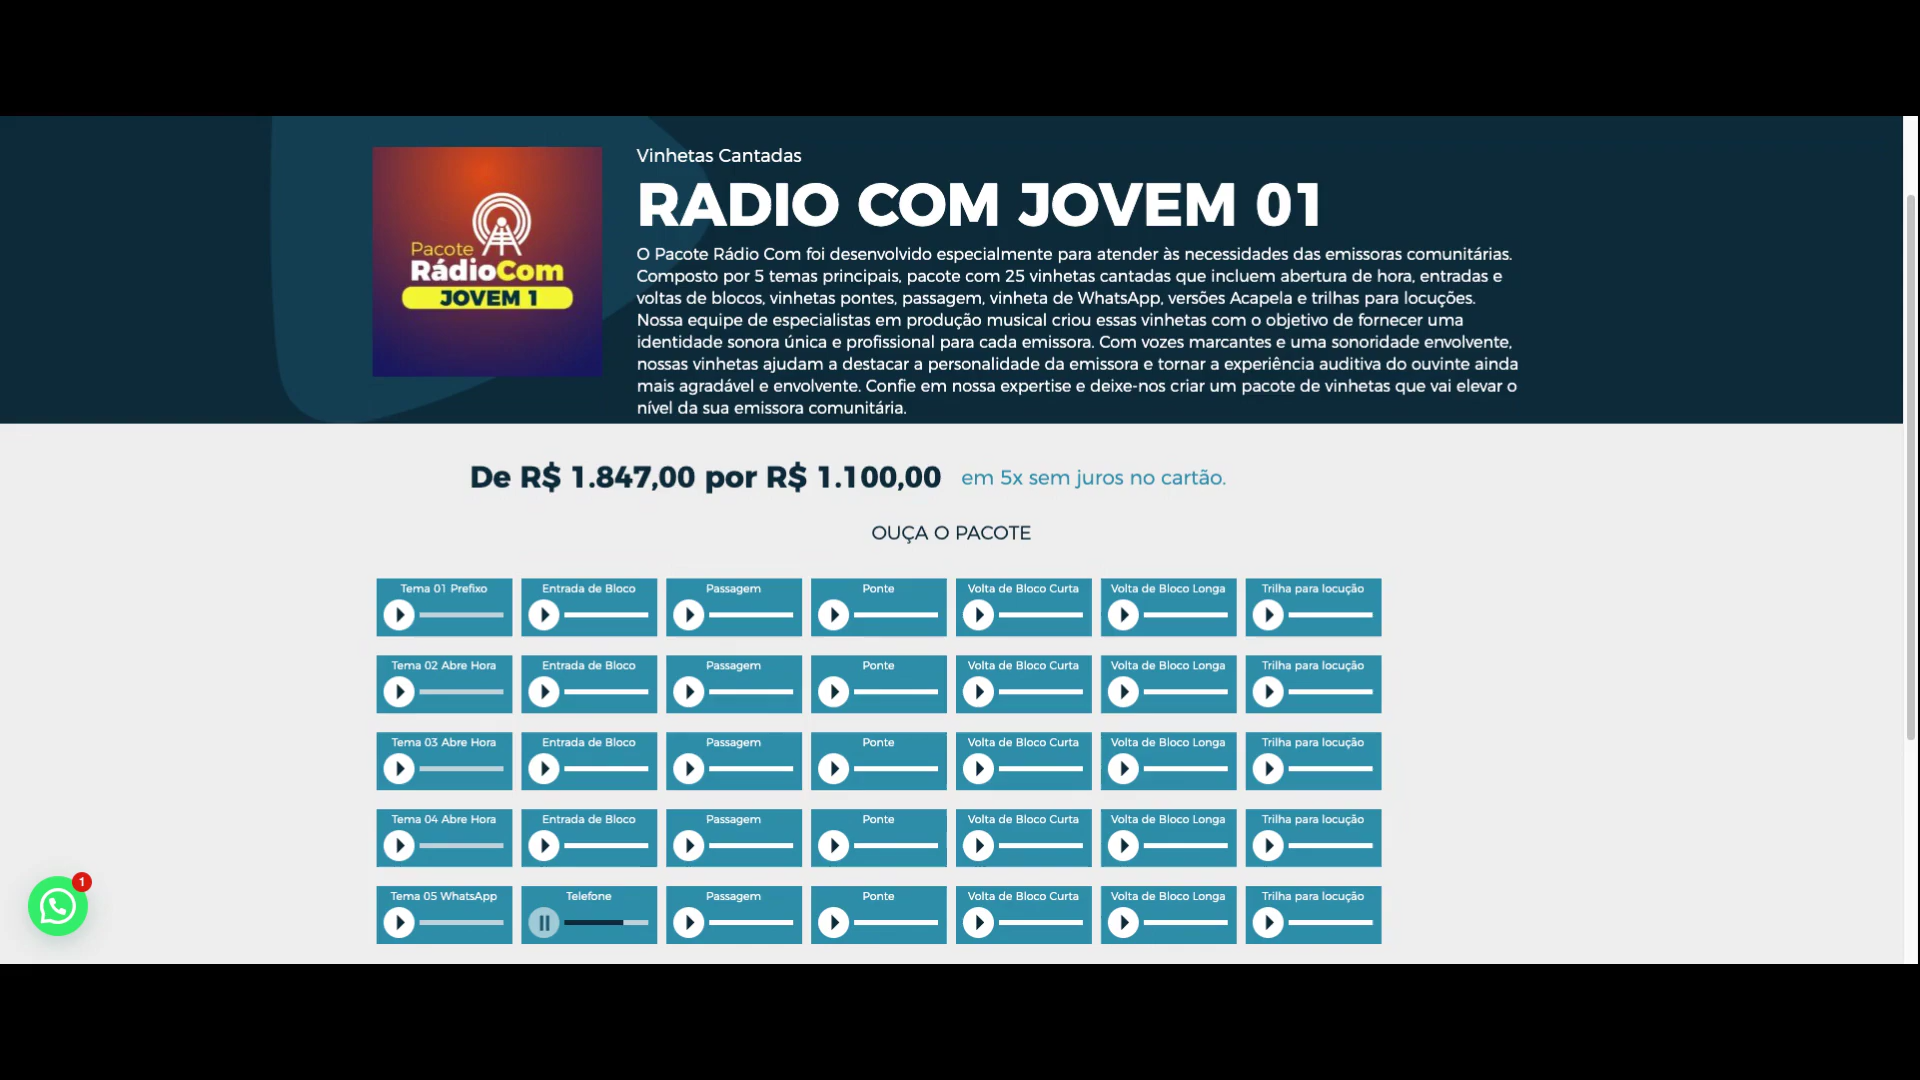 Pacote
RádioCom
JOVEM 1
Vinhetas Cantadas
RADIO COM JOVEM 01
O Pacote Rádio Com foi desenvolvido especialmente para atender às necessidades das emissoras comunitárias.
Composto por 5 temas principais, pacote com 25 vinhetas cantadas que incluem abertura de hora, entradas e
voltas de blocos, vinhetas pontes, passagem, vinheta de WhatsApp, versões Acapela e trilhas para locuções.
Nossa equipe de especialistas em produção musical criou essas vinhetas com o objetivo de fornecer uma
identidade sonora única e profissional para cada emissora. Com vozes marcantes e uma sonoridade envolvente,
nossas vinhetas ajudam a destacar a personalidade da emissora e tornar a experiência auditiva do ouvinte ainda
mais agradável e envolvente. Confie em nossa expertise e deixe-nos criar um pacote de vinhetas que vai elevar o
nível da sua emissora comunitária.
De R$ 1.847,00 por R$ 1.100,00 em 5x sem juros no cartão.
OUÇA O PACOTE
Tema 01 Prefixo Entrada de Bloco Passagem Ponte Volta de Bloco Curta Volta de Bloco Longa Trilha para locução
Tema 02 Abre Hora Entrada de Bloco Passagem Ponte Volta de Bloco Curta Volta de Bloco Longa Trilha para locução
Tema 03 Abre Hora Entrada de Bloco Passagem Ponte Volta de Bloco Curta Volta de Bloco Longa Trilha para locução
Tema 04 Abre Hora Entrada de Bloco Passagem Ponte Volta de Bloco Curta Volta de Bloco Longa Trilha para locução
Tema 05 WhatsApp Telefone Passagem Ponte Volta de Bloco Curta Volta de Bloco Longa Trilha para locução
1